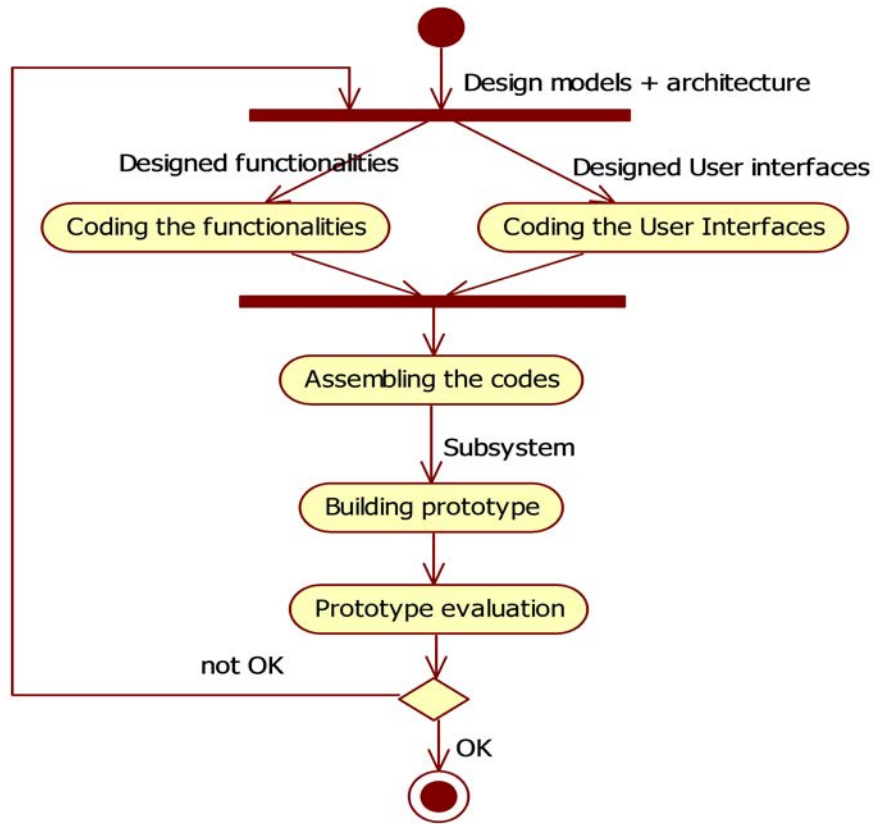 Design models + architecture
Designed functionalities
Designed User interfaces
Coding the functionalities
Coding the User Interfaces
Assembling the codes
Subsystem
Building prototype
Prototype evaluation
not OK
OK